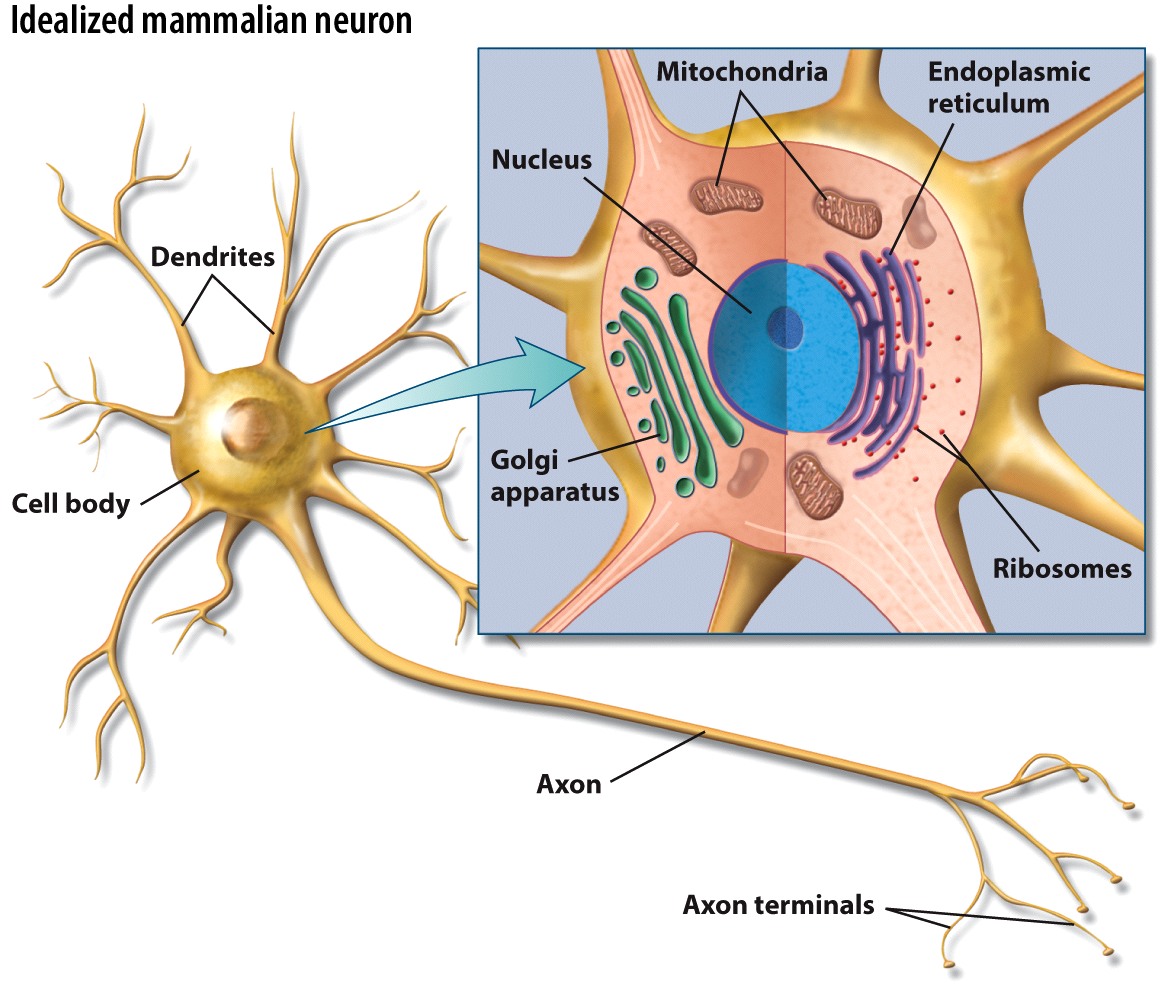 Idealized mammalian neuron
Mitochondria
Endoplasmic
reticulum
Nucleus
Dendrites
Golgi
apparatus
Cell body
Ribosomes
Axon
Axon terminals